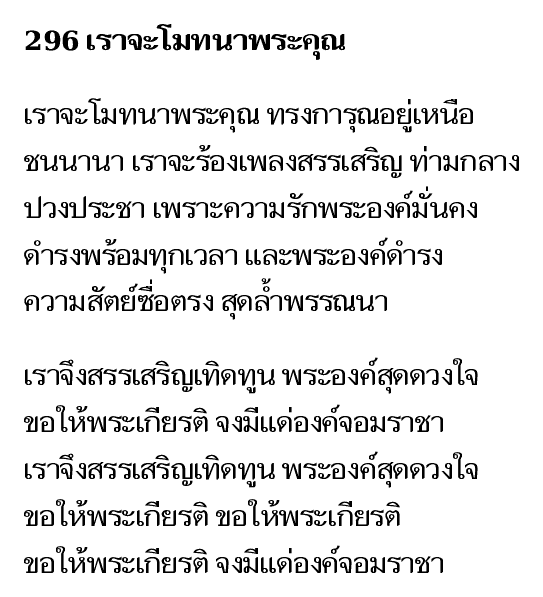 296 เราจะโมทนาพระคุณ
เราจะโมทนาพระคุณ ทรงการุณอยู่เหนือ
ชนนานา เราจะร้องเพลงสรรเสริญ ท่ามกลาง
ปวงประชา เพราะความรักพระองค์มั่นคง
ดำรงพร้อมทุกเวลา และพระองค์ดำรง
ความสัตย์ซื่อตรง สุดล้ำพรรณนา
เราจึงสรรเสริญเทิดทูน พระองค์สุดดวงใจ
ขอให้พระเกียรติ จงมีแด่องค์จอมราชา
เราจึงสรรเสริญเทิดทูน พระองค์สุดดวงใจ
ขอให้พระเกียรติ ขอให้พระเกียรติ
ขอให้พระเกียรติ จงมีแด่องค์จอมราชา